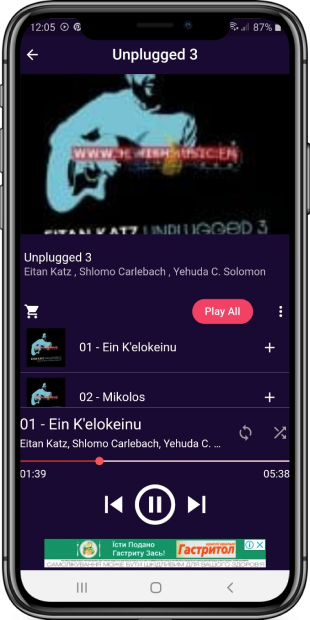 12:05
87%
Unplugged 3
WWW.JEWISHMUSIC.FM
EITAN KATZ UNPLUGGED 3
Unplugged 3
Eitan Katz , Shlomo Carlebach , Yehuda C. Solomon
Play All
01 - Ein K'elokeinu
+
02 - Mikolos
+
01 - Ein K'elokeinu
Eitan Katz, Shlomo Carlebach, Yehuda C. ...
01:39
05:38
Їсти Подано
Гастриту Зась!
Гастритол
САМОЛІКУВАННЯ МОЖЕ БУТИ ШКІДЛИВИМ ДЛЯ ВАШОГО ЗДОРОВ'Я